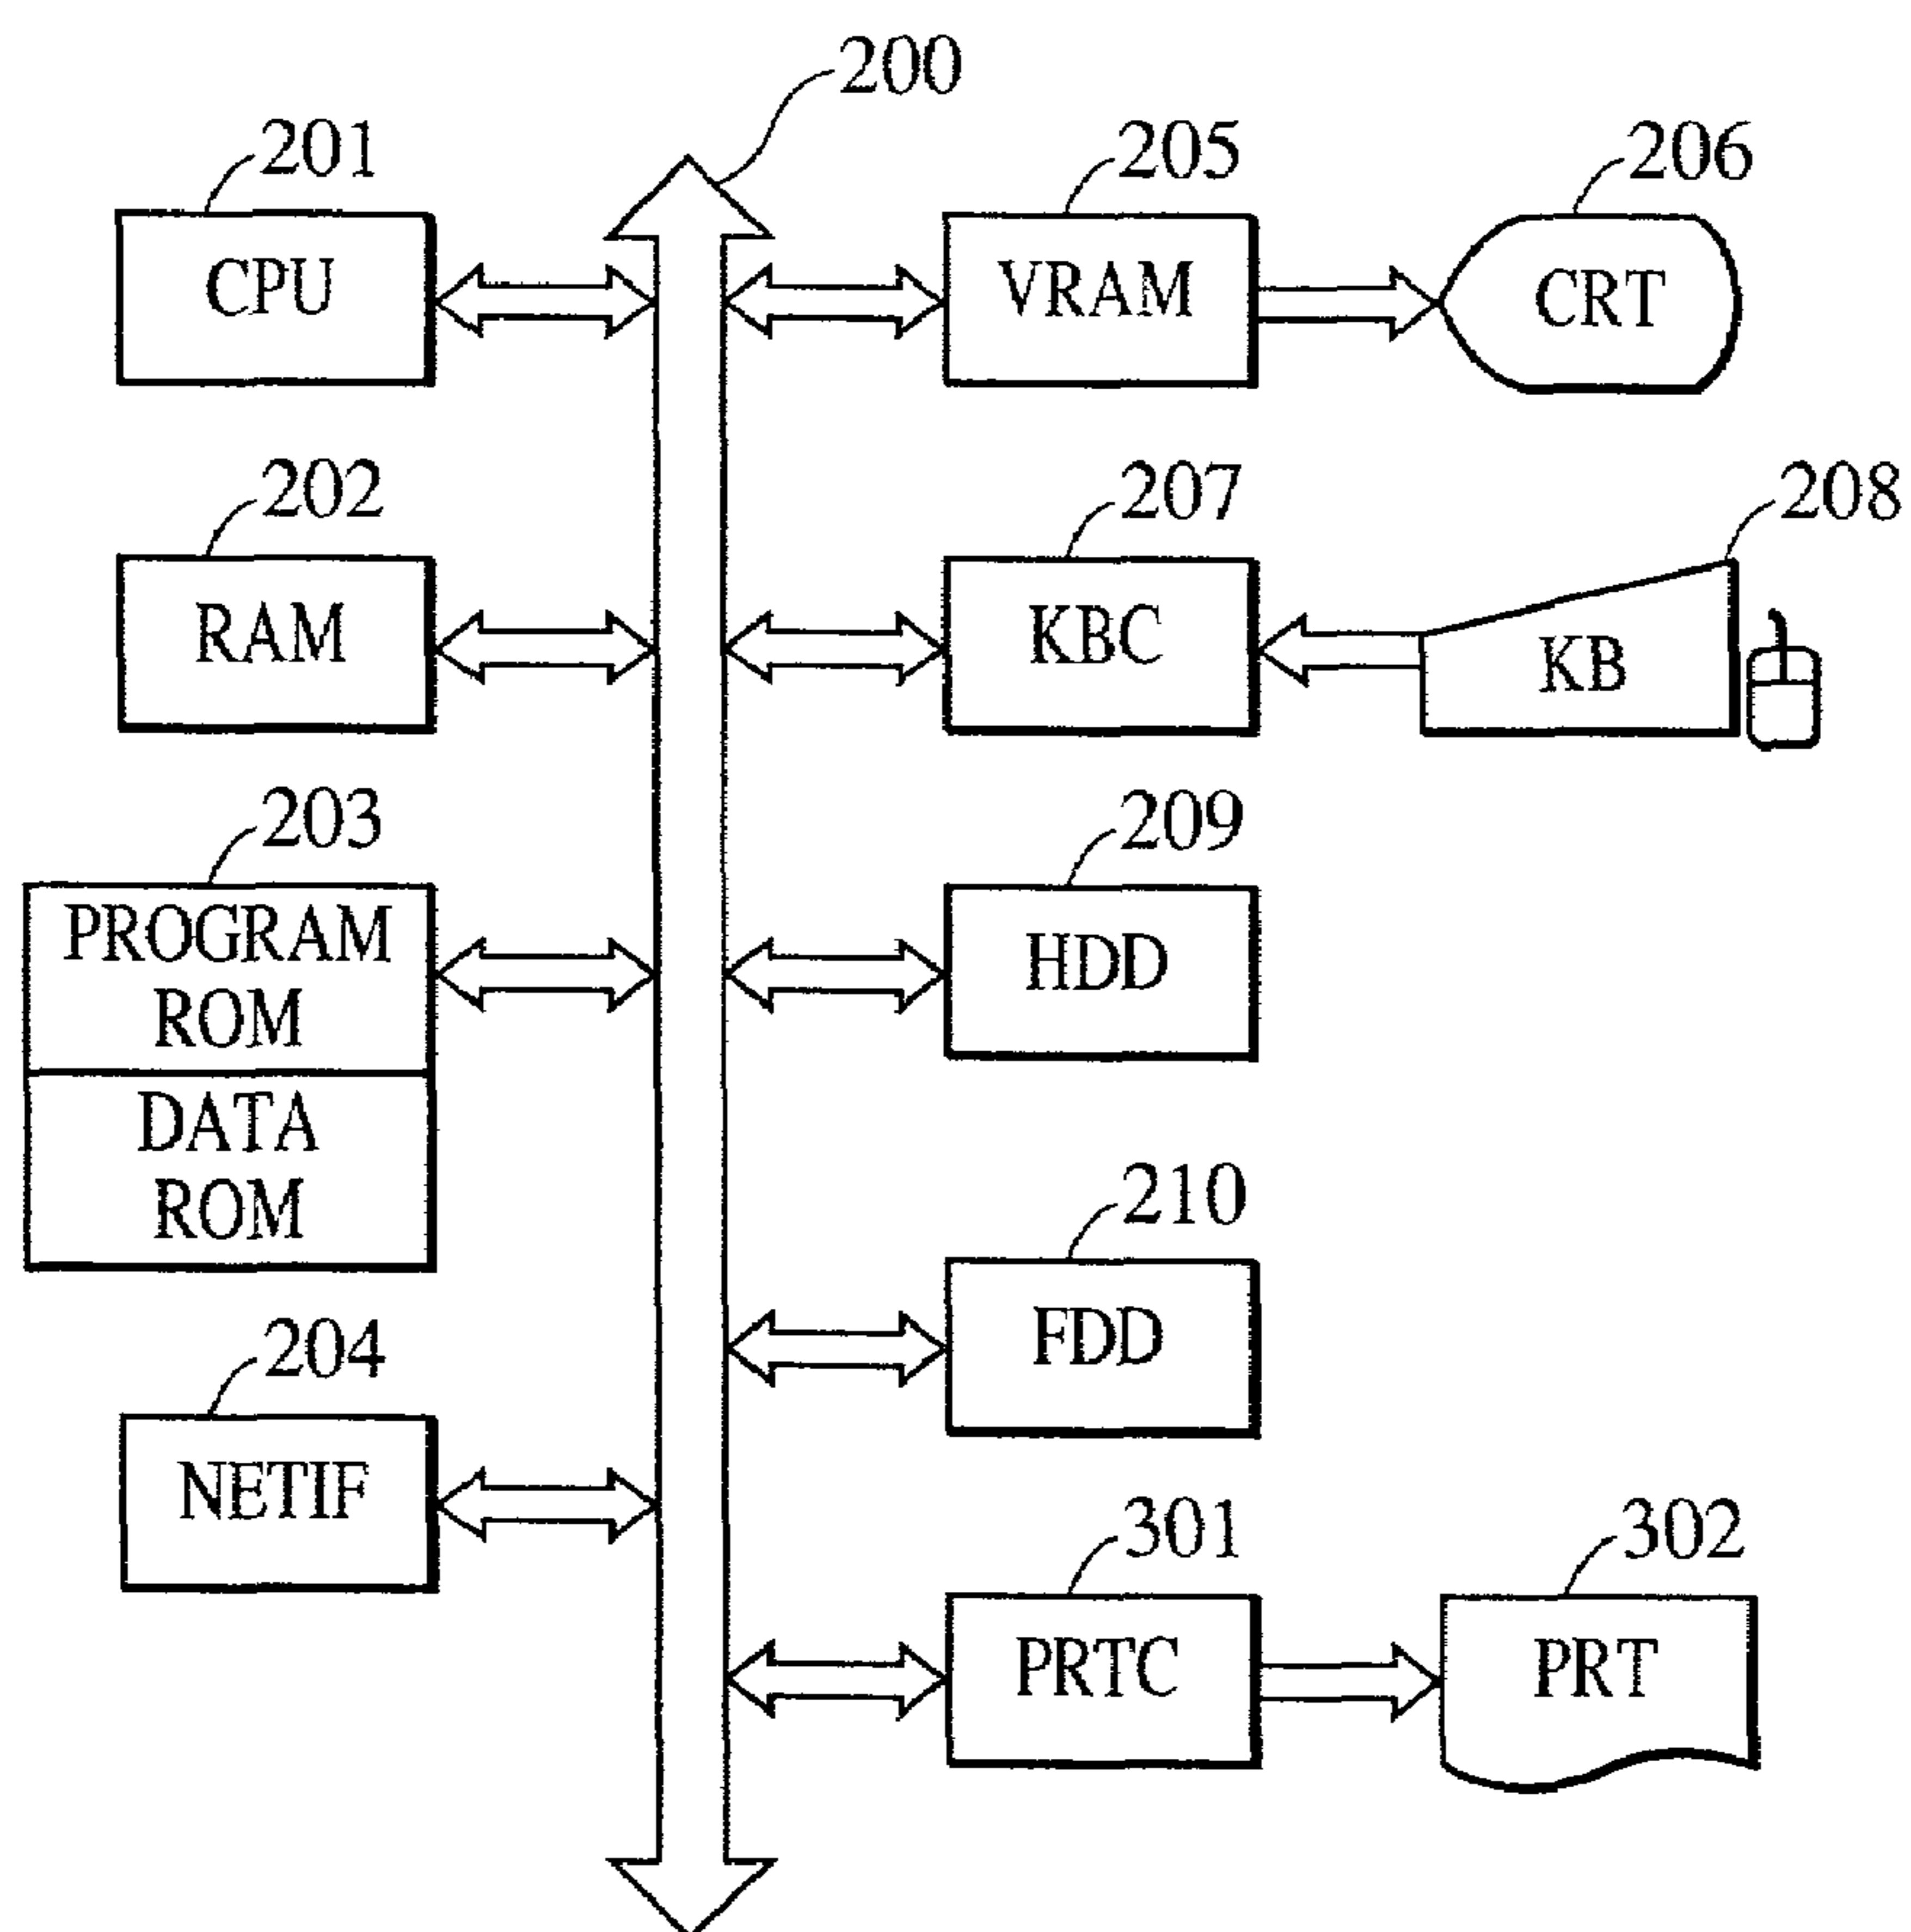 200
201
205
206
CPU
VRAM
CRT
202
207
208
RAM
KBC
KB
203
209
PROGRAM
ROM
HDD
DATA
ROM
210
FDD
204
NETIF
301
302
PRTC
PRT